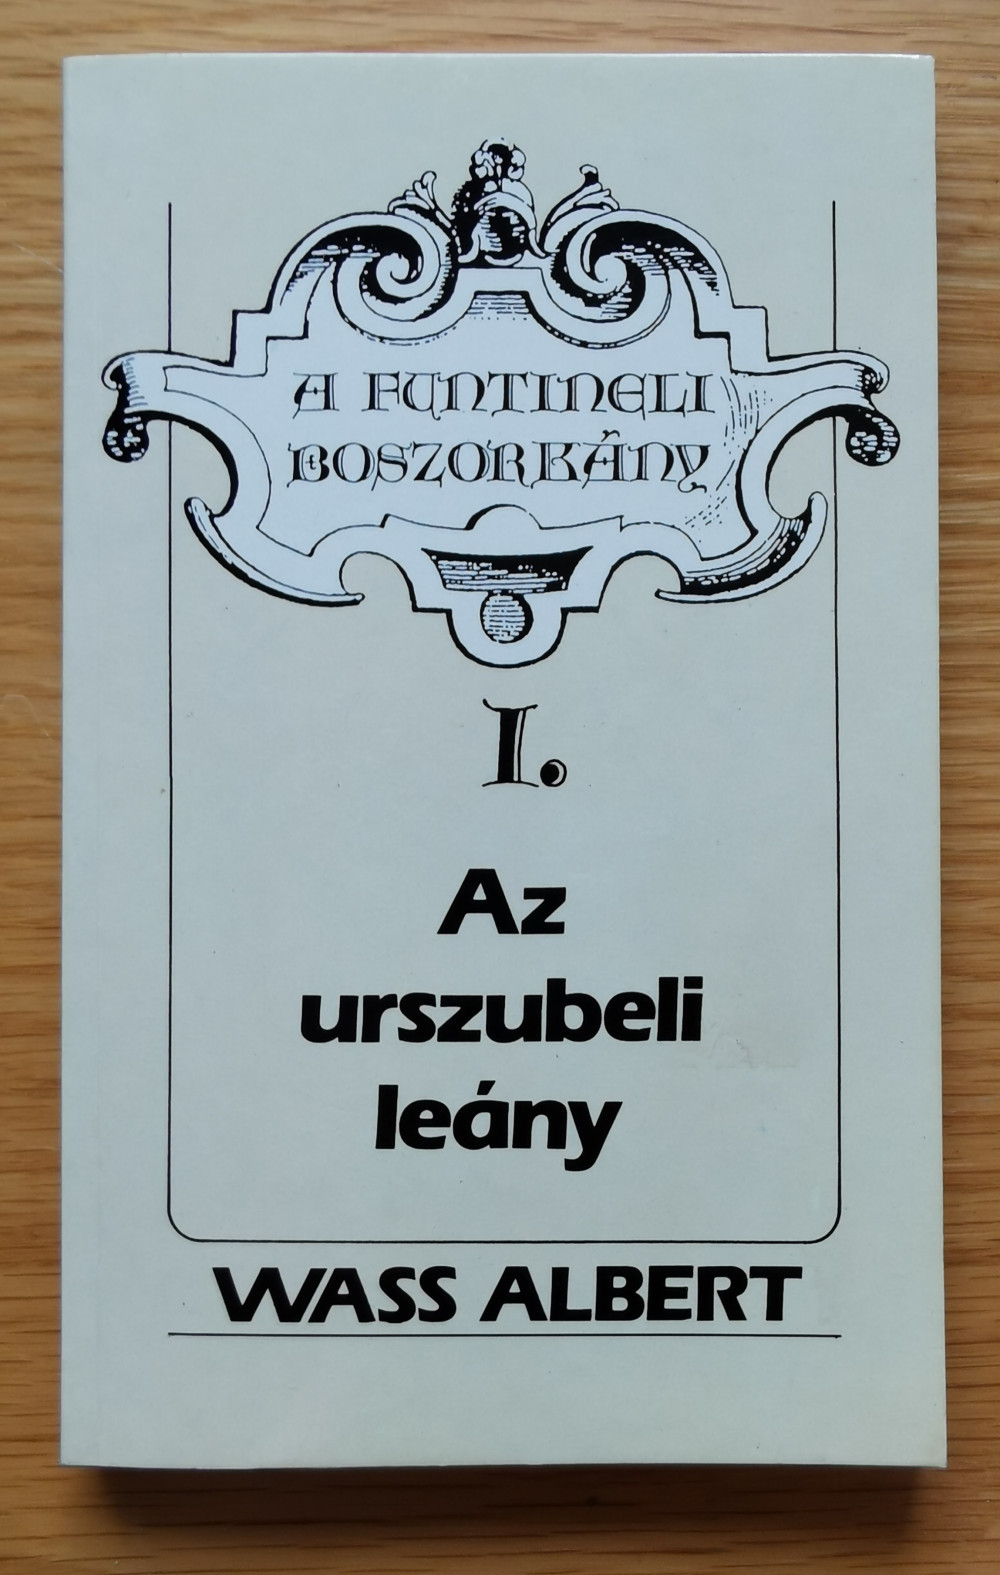 A FUNTINELI
BOSZORKÁNY
I.
Az
urszubeli
leány
WASS ALBERT